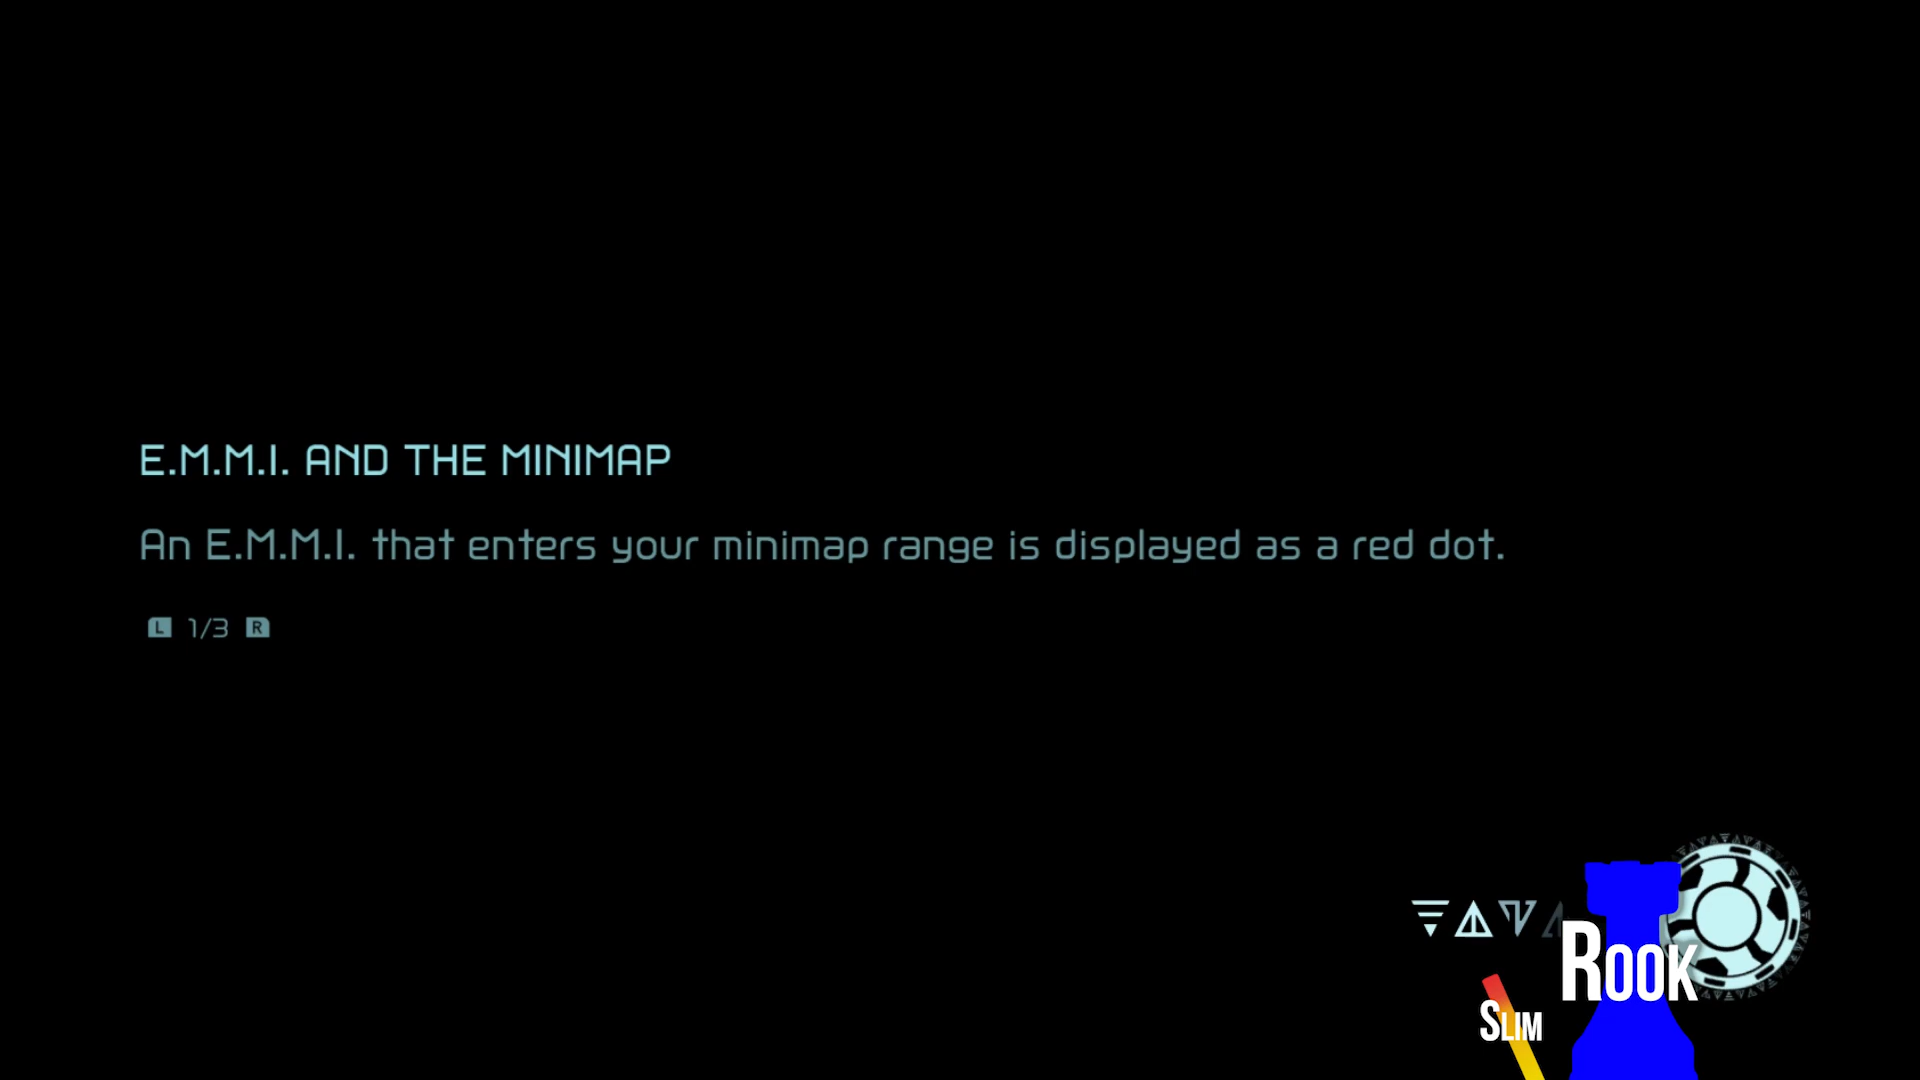 E.M.M.I. AND THE MINIMAP
An E.M.M.I. that enters your minimap range is displayed as a red dot.
L 1/3 R
Rook
Slim